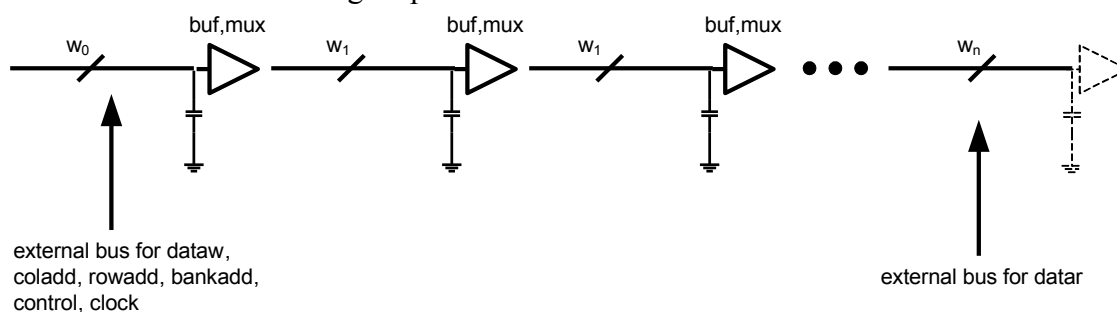 buf,mux buf,mux buf,mux
w₀ w₁ w₁ wₙ
external bus for dataw,
coladd, rowadd, bankadd,
control, clock
external bus for datar